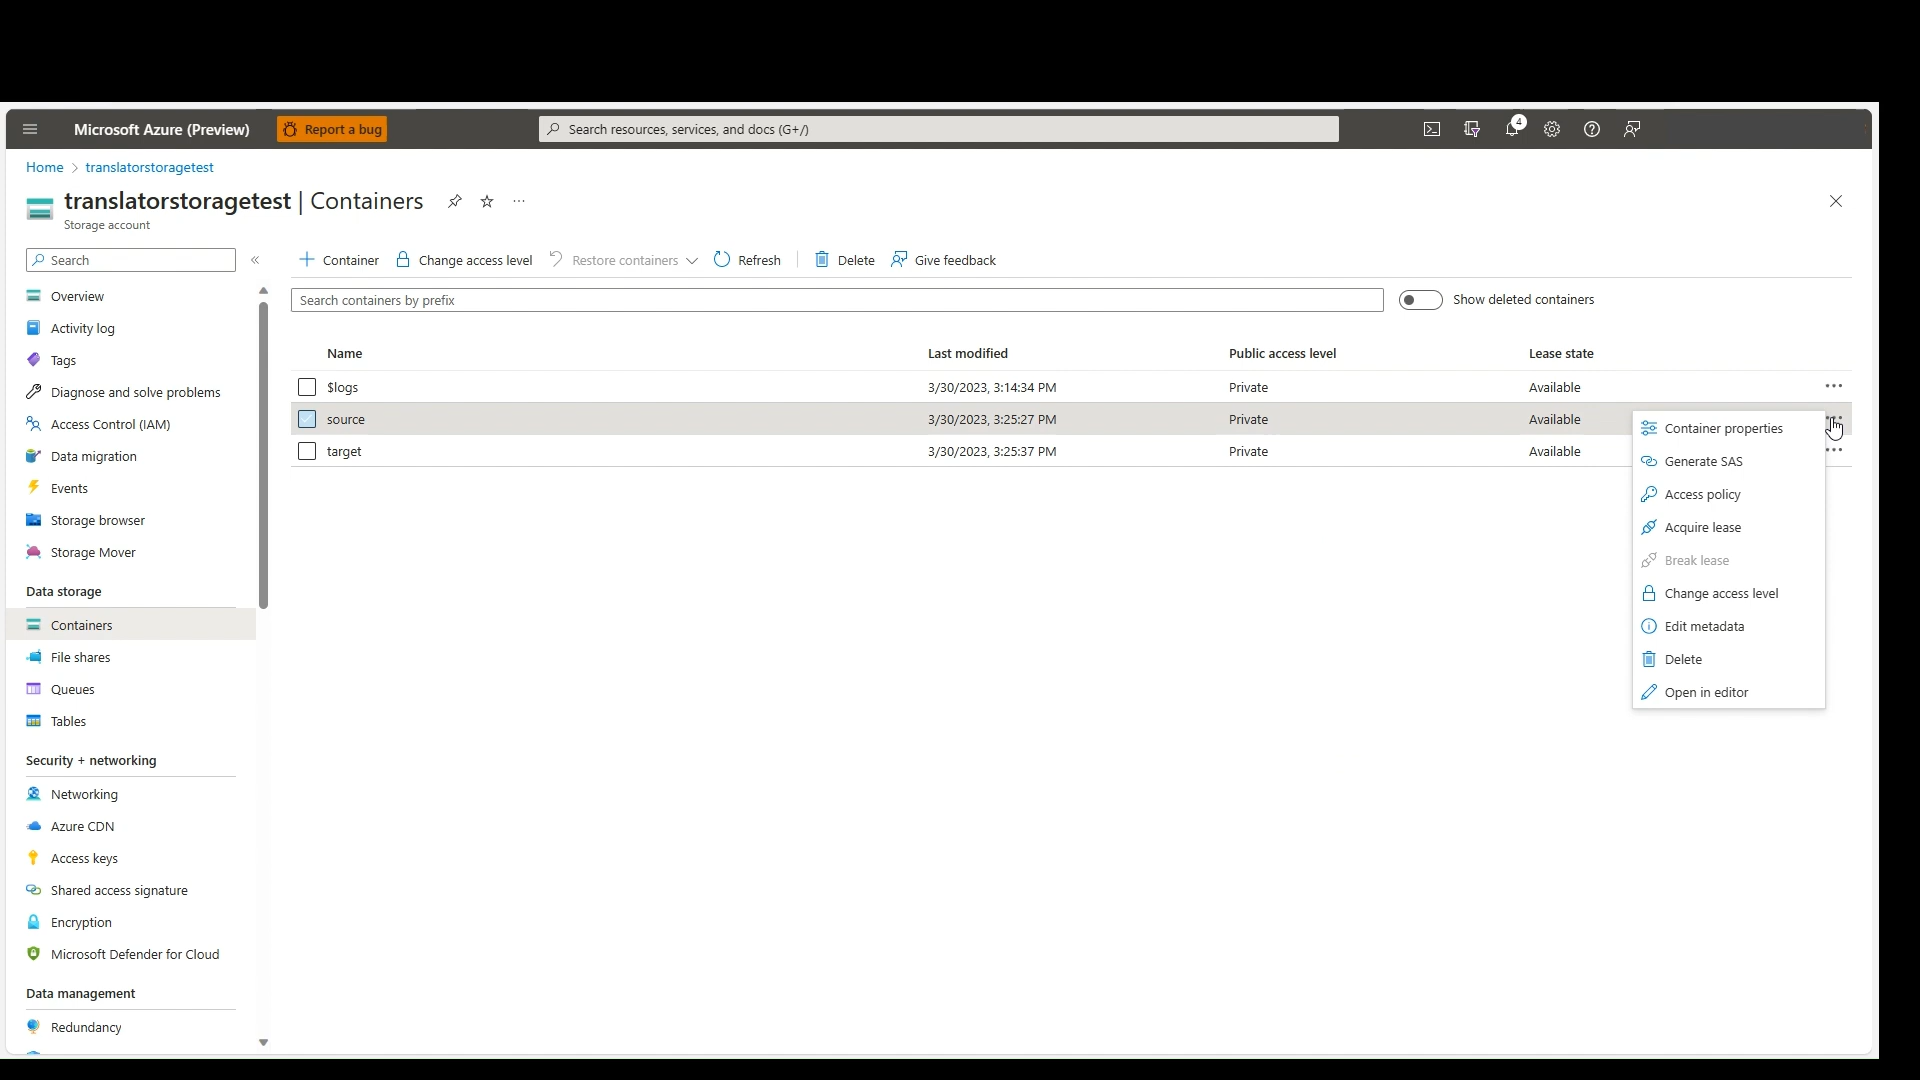 Microsoft Azure (Preview) Report a bug Search resources, services, and docs (G+/) 4
Home > translatorstoragetest
translatorstoragetest | Containers ...
Storage account
Search «
Container Change access level Restore containers Refresh Delete Give feedback
Search containers by prefix Show deleted containers
Name Last modified Public access level Lease state
$logs 3/30/2023, 3:14:34 PM Private Available ...
source 3/30/2023, 3:25:27 PM Private Available
target 3/30/2023, 3:25:37 PM Private Available ...
Container properties
Generate SAS
Access policy
Acquire lease
Break lease
Change access level
Edit metadata
Delete
Open in editor
Overview
Activity log
Tags
Diagnose and solve problems
Access Control (IAM)
Data migration
Events
Storage browser
Storage Mover
Data storage
Containers
File shares
Queues
Tables
Security + networking
Networking
Azure CDN
Access keys
Shared access signature
Encryption
Microsoft Defender for Cloud
Data management
Redundancy